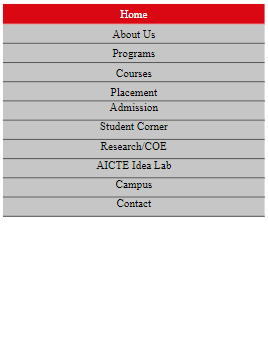 Home
About Us
Programs
Courses
Placement
Admission
Student Corner
Research/COE
AICTE Idea Lab
Campus
Contact